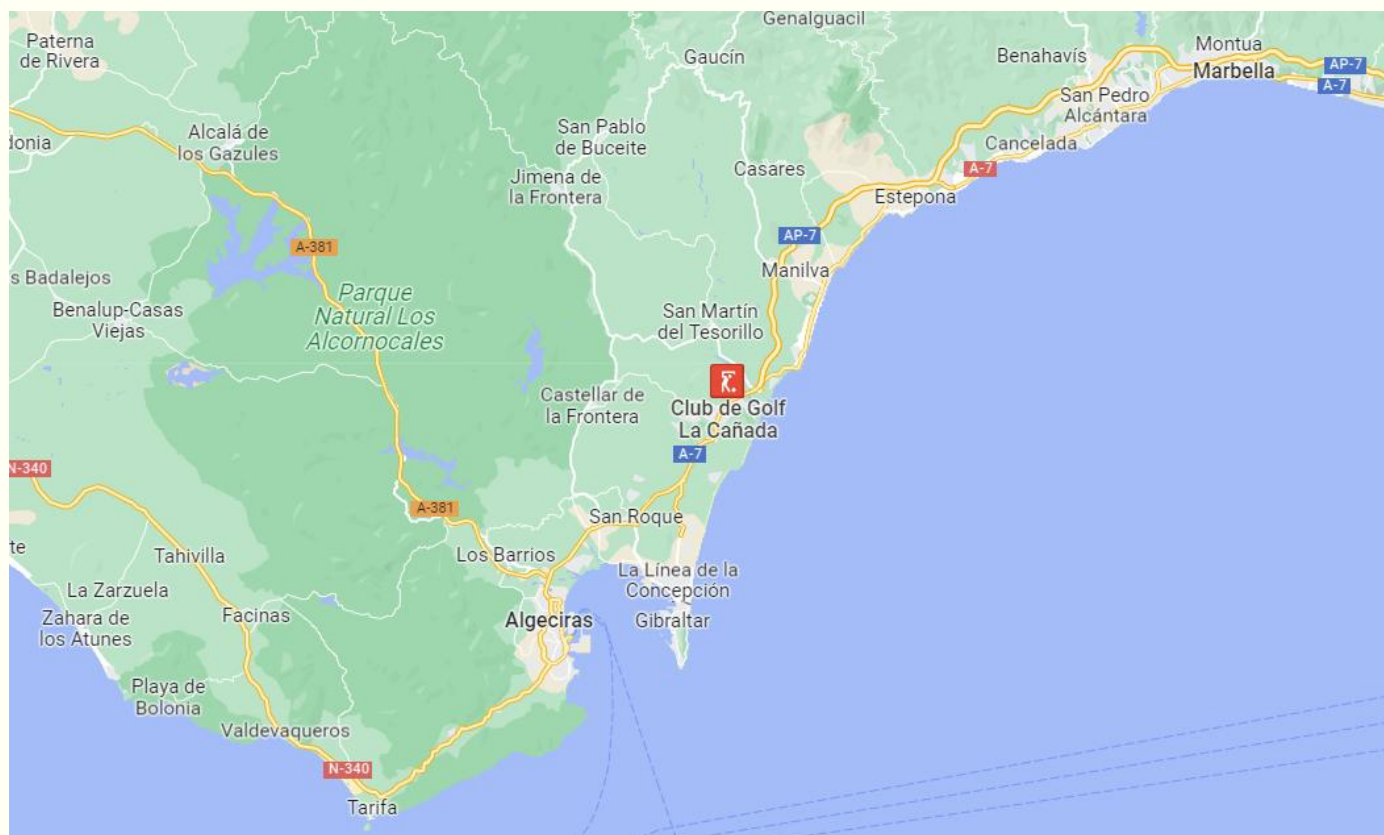 Genalguacil
Paterna
de Rivera
Gaucín
Benahavís
Montua
Marbella
AP-7
A-7
San Pedro
Alcántara
Alcalá de
los Gazules
donia
San Pablo
de Buceite
Cancelada
Casares
A-7
Jimena de
la Frontera
Estepona
A-381
AP-7
s Badalejos
Manilva
Parque
Natural Los
Alcornocales
Benalup-Casas
Viejas
San Martín
del Tesorillo
Castellar de
la Frontera
Club de Golf
La Cañada
A-7
N-340
A-381
San Roque
te
Tahivilla
Los Barrios
La Línea de la
Concepción
La Zarzuela
Zahara de
los Atunes
Facinas
Algeciras
Gibraltar
Playa de
Bolonia
Valdevaqueros
N-340
Tarifa